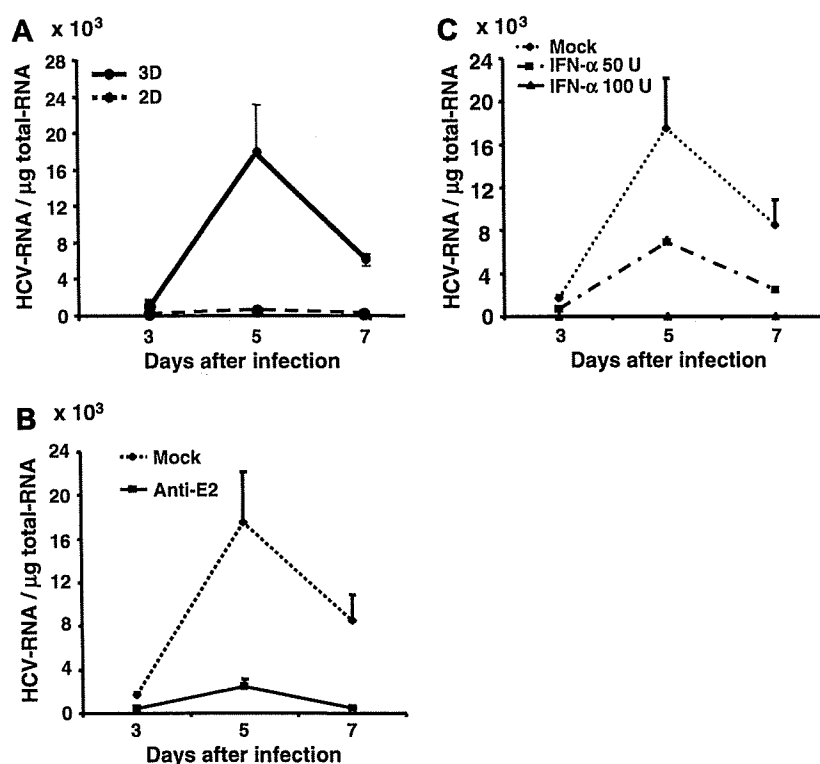 A x 10³
28
24
20
16
12
8
4
0
HCV-RNA / μg total-RNA
3D
2D
3 5 7
Days after infection
C x 10³
24
20
16
12
8
4
0
HCV-RNA / μg total-RNA
Mock
IFN-α 50 U
IFN-α 100 U
3 5 7
Days after infection
B x 10³
24
20
16
12
8
4
0
HCV-RNA / μg total-RNA
Mock
Anti-E2
3 5 7
Days after infection